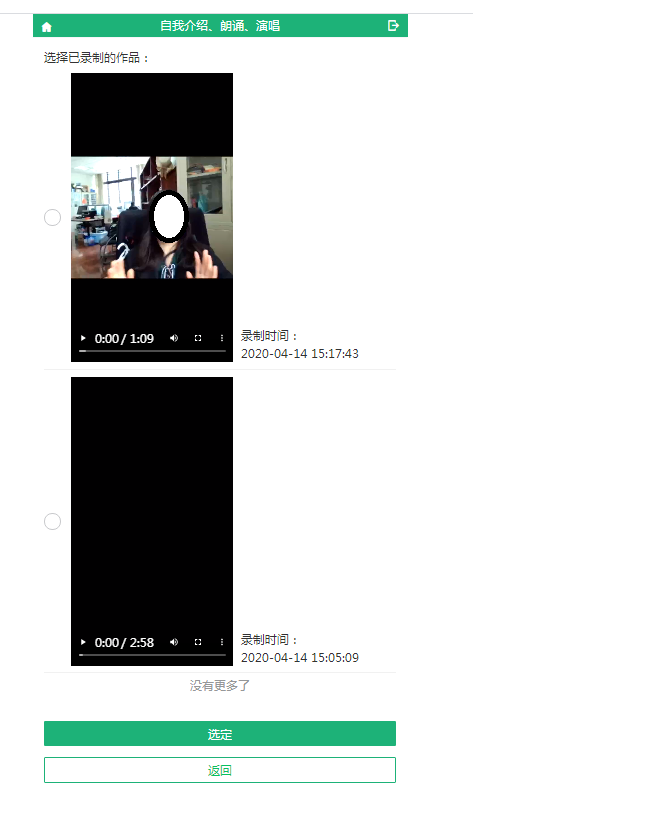 自我介绍、朗诵、演唱
选择已录制的作品：
0:00 / 1:09
录制时间：
2020-04-14 15:17:43
0:00 / 2:58
录制时间：
2020-04-14 15:05:09
没有更多了
选定
返回